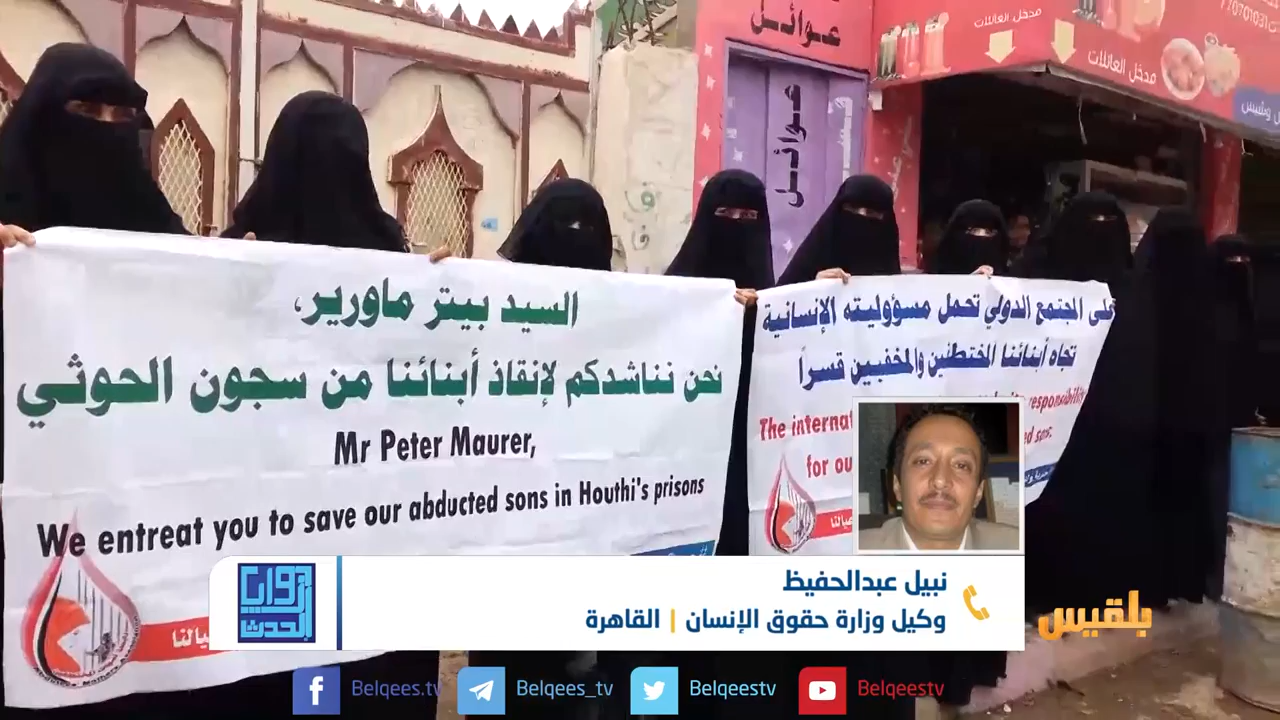 عوائل
عوائل
مدخل العائلات
مدخل العائلات
770701031
السيد بيتر ماورير،
نحن نناشدكم لإنقاذ أبنائنا من سجون الحوثي
Mr Peter Maurer,
We entreat you to save our abducted sons in Houthi's prisons
على المجتمع الدولي تحمل مسؤوليته الإنسانية
تجاه أبنائنا المختطفين والمخفيين قسراً
The internat
responsibility
for ou
ed sons.
نبيل عبدالحفيظ
وكيل وزارة حقوق الإنسان | القاهرة
أبواب الحدث
بلقيس
Belqees.tv
Belqees_tv
Belqeestv
Belqeestv